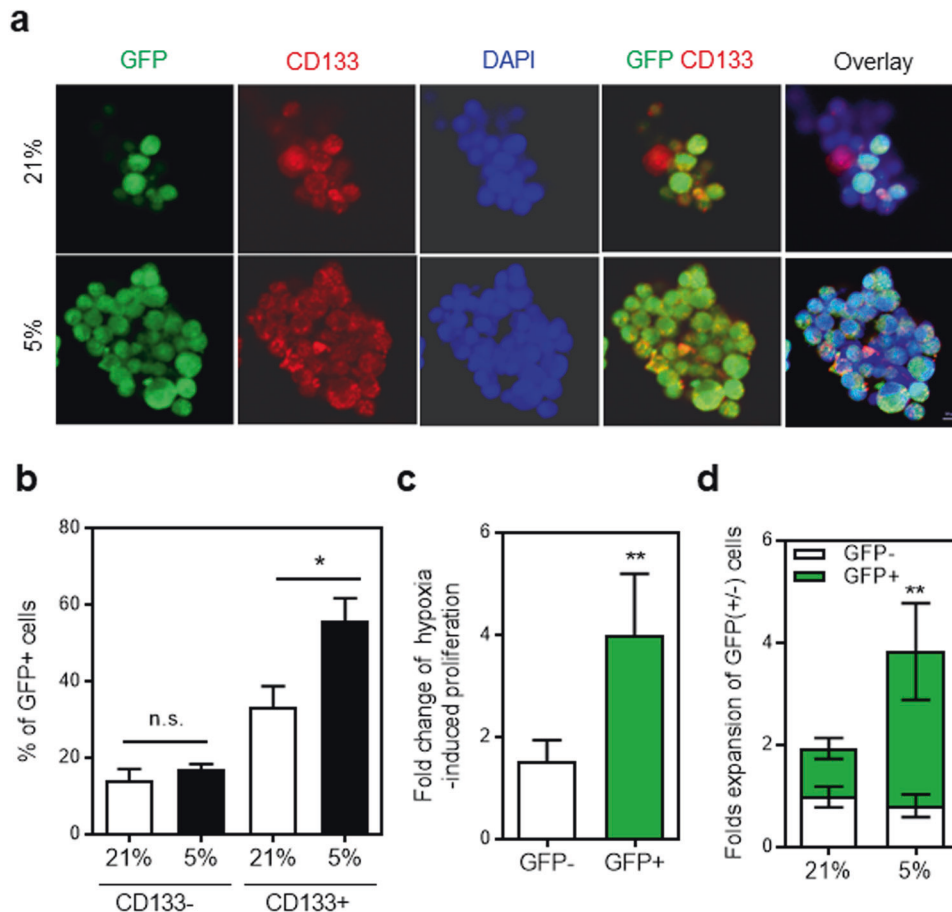 a
GFP CD133 DAPI GFP CD133 Overlay
21%
5%
b
% of GFP+ cells
80
60
40
20
0
n.s.
*
21% 5% 21% 5%
CD133- CD133+
c
Fold change of hypoxia
-induced proliferation
6
4
2
0
**
GFP- GFP+
d
Folds expansion of GFP(+/-) cells
6
4
2
0
GFP-
GFP+
**
21% 5%